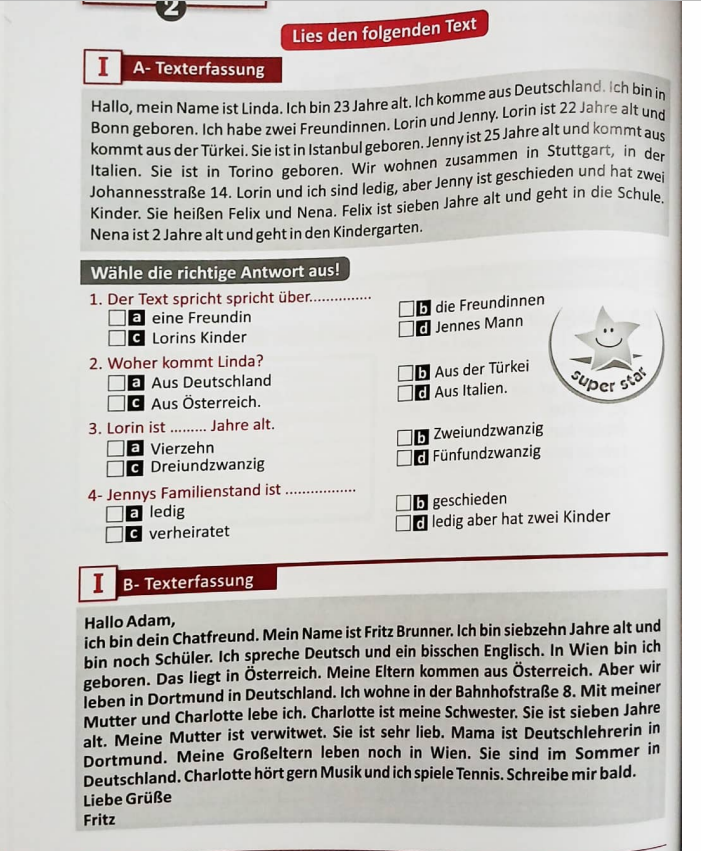 2
Lies den folgenden Text
I A- Texterfassung
Hallo, mein Name ist Linda. Ich bin 23 Jahre alt. Ich komme aus Deutschland. Ich bin in
Bonn geboren. Ich habe zwei Freundinnen. Lorin und Jenny. Lorin ist 22 Jahre alt und
kommt aus der Türkei. Sie ist in Istanbul geboren. Jenny ist 25 Jahre alt und kommt aus
Italien. Sie ist in Torino geboren. Wir wohnen zusammen in Stuttgart, in der
Johannesstraße 14. Lorin und ich sind ledig, aber Jenny ist geschieden und hat zwei
Kinder. Sie heißen Felix und Nena. Felix ist sieben Jahre alt und geht in die Schule.
Nena ist 2 Jahre alt und geht in den Kindergarten.
Wähle die richtige Antwort aus!
1. Der Text spricht spricht über...............
a eine Freundin
b die Freundinnen
c Lorins Kinder
d Jennes Mann
2. Woher kommt Linda?
a Aus Deutschland
b Aus der Türkei
c Aus Österreich.
d Aus Italien.
super star
3. Lorin ist ......... Jahre alt.
a Vierzehn
b Zweiundzwanzig
c Dreiundzwanzig
d Fünfundzwanzig
4- Jennys Familienstand ist .................
a ledig
b geschieden
c verheiratet
d ledig aber hat zwei Kinder
I B- Texterfassung
Hallo Adam,
ich bin dein Chatfreund. Mein Name ist Fritz Brunner. Ich bin siebzehn Jahre alt und
bin noch Schüler. Ich spreche Deutsch und ein bisschen Englisch. In Wien bin ich
geboren. Das liegt in Österreich. Meine Eltern kommen aus Österreich. Aber wir
leben in Dortmund in Deutschland. Ich wohne in der Bahnhofstraße 8. Mit meiner
Mutter und Charlotte lebe ich. Charlotte ist meine Schwester. Sie ist sieben Jahre
alt. Meine Mutter ist verwitwet. Sie ist sehr lieb. Mama ist Deutschlehrerin in
Dortmund. Meine Großeltern leben noch in Wien. Sie sind im Sommer in
Deutschland. Charlotte hört gern Musik und ich spiele Tennis. Schreibe mir bald.
Liebe Grüße
Fritz